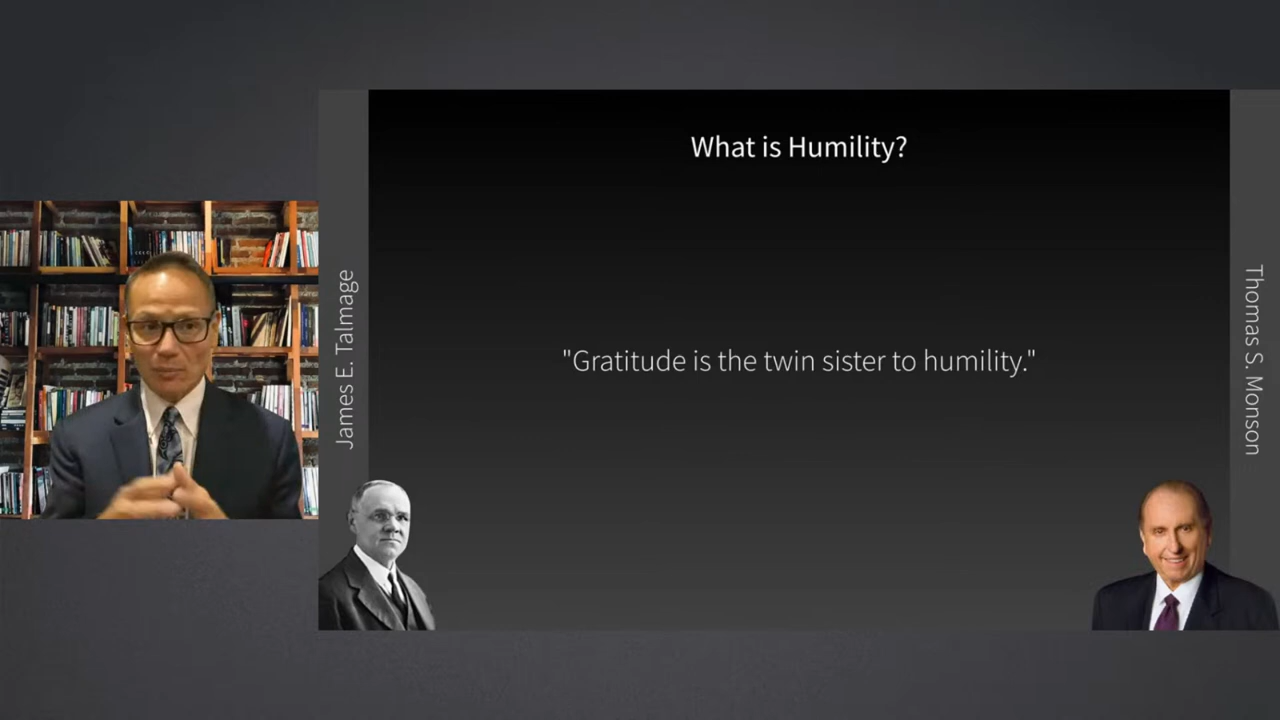 What is Humility?
James E. Talmage
"Gratitude is the twin sister to humility."
Thomas S. Monson